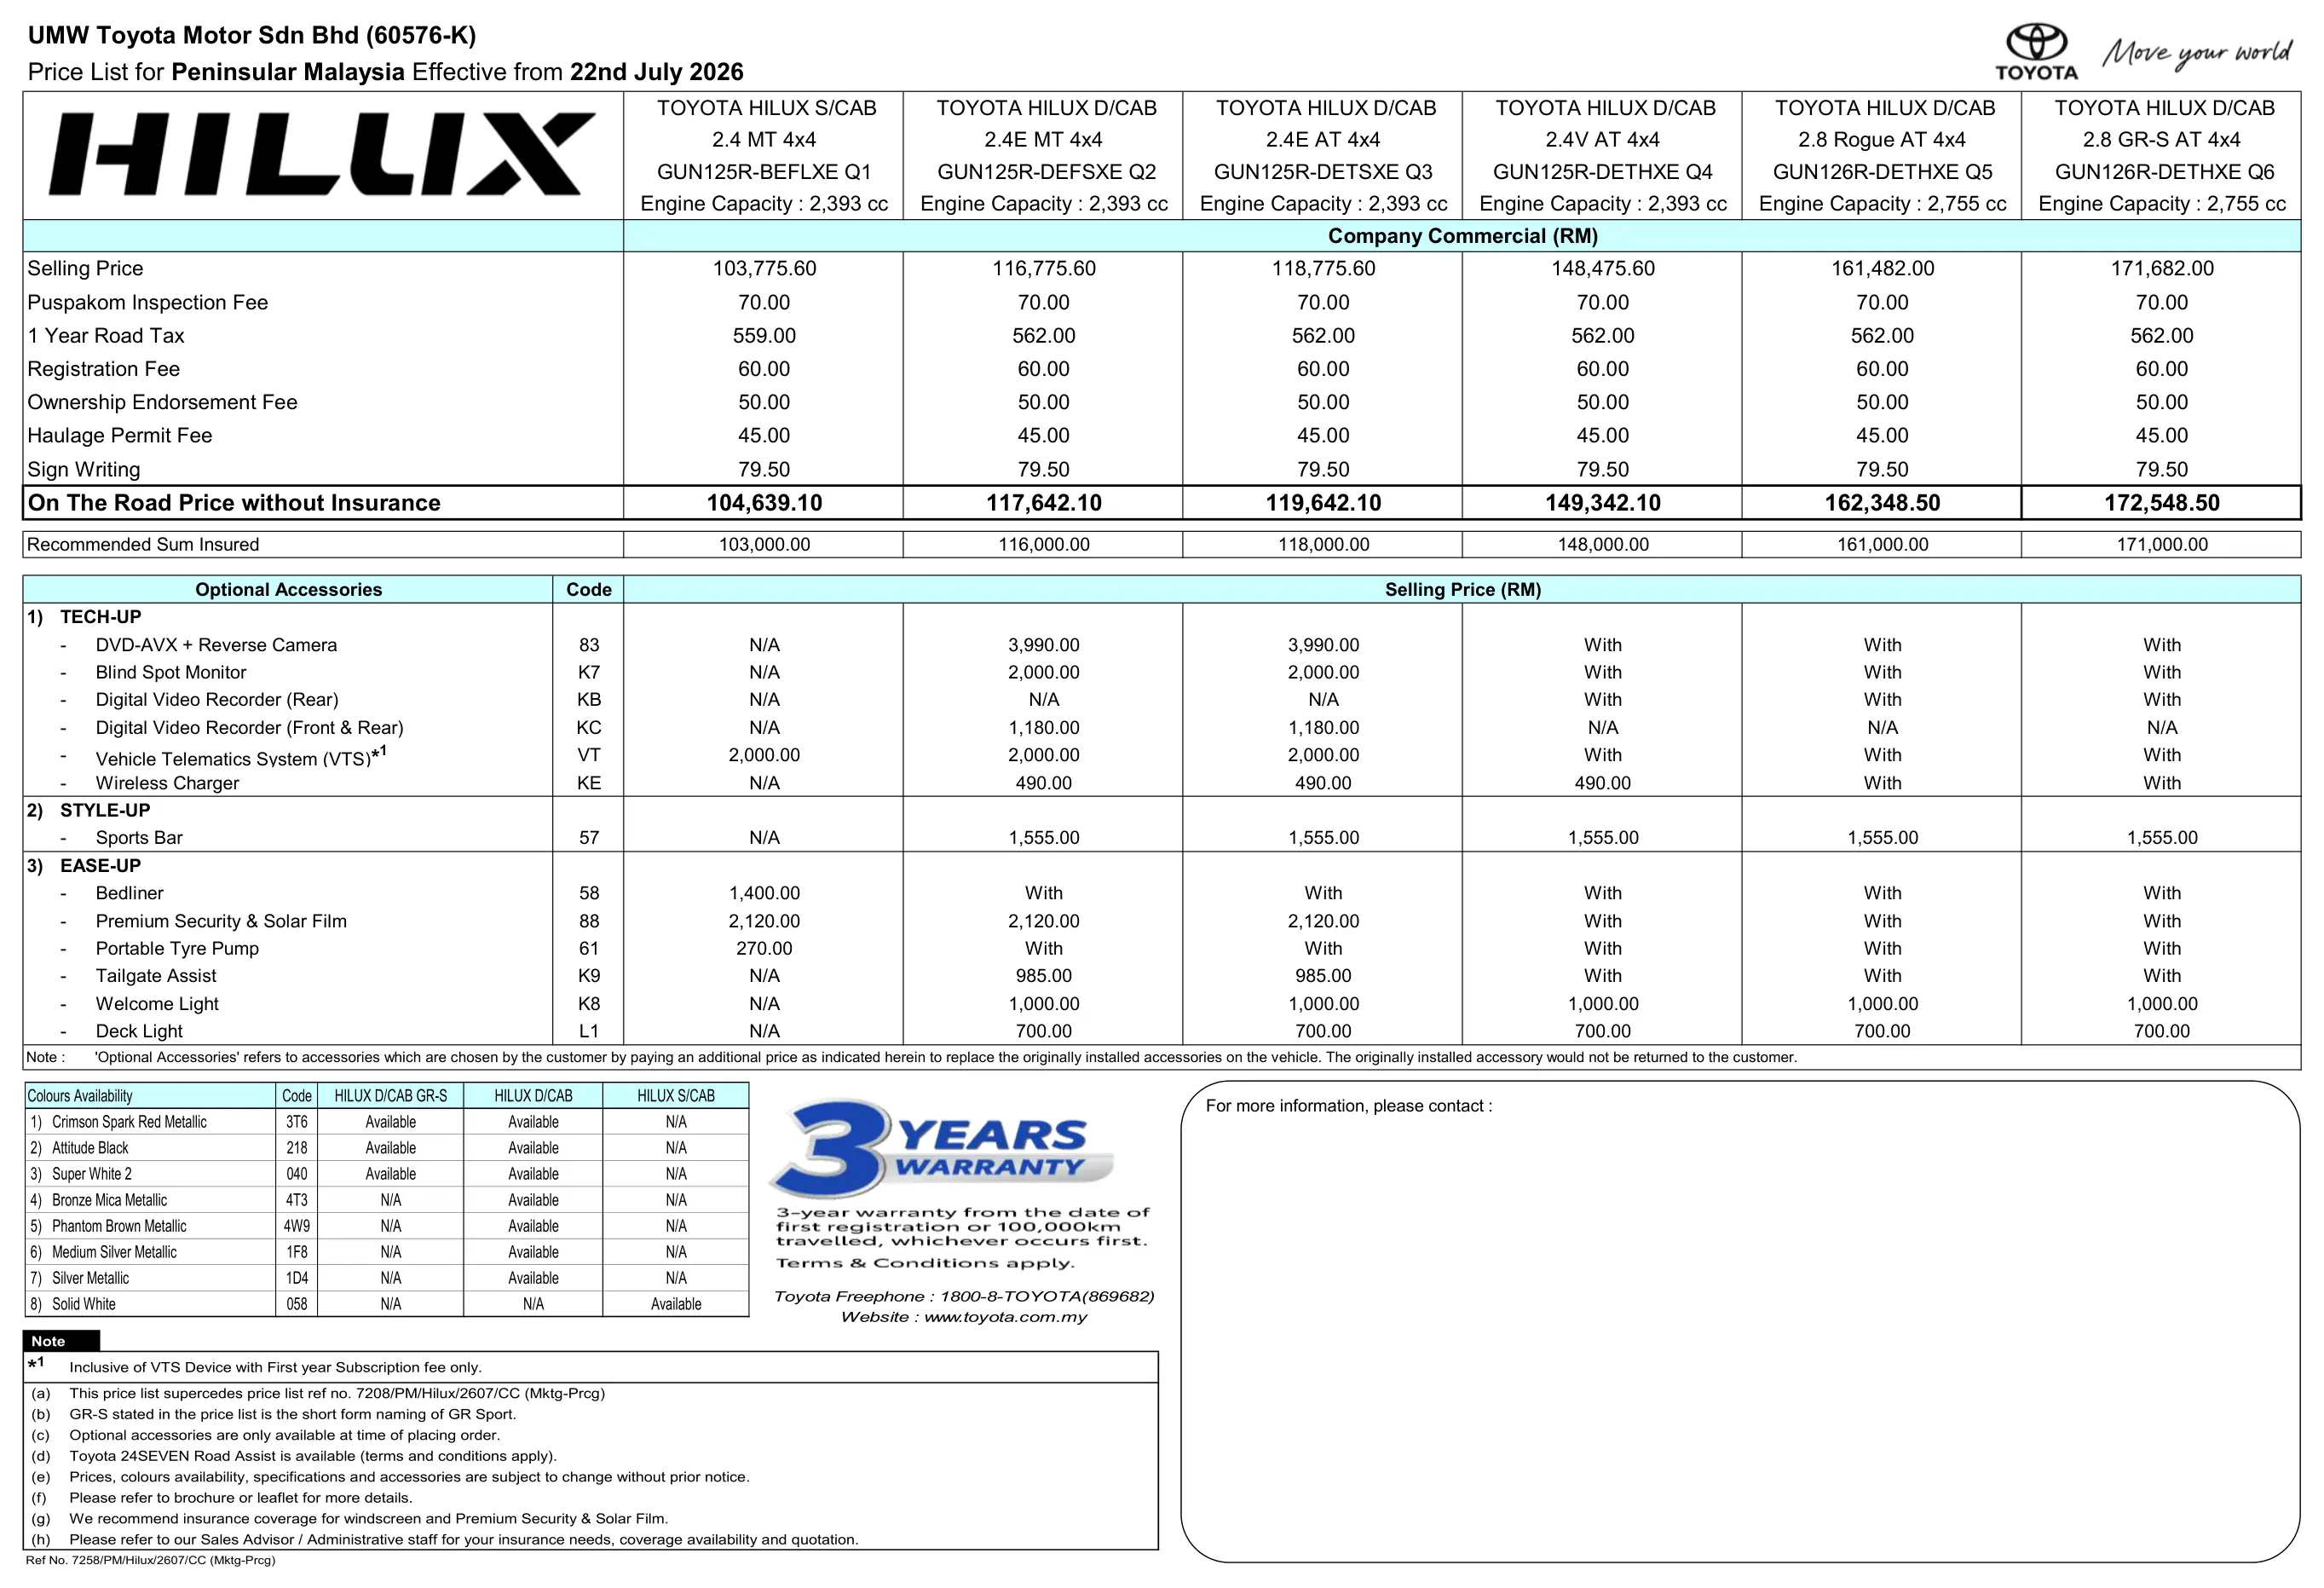 UMW Toyota Motor Sdn Bhd (60576-K)
Price List for Peninsular Malaysia Effective from 22nd July 2026
TOYOTA
Move your world
HILUX
TOYOTA HILUX S/CAB 2.4 MT 4x4 GUN125R-BEFLXE Q1 Engine Capacity : 2,393 cc
TOYOTA HILUX D/CAB 2.4E MT 4x4 GUN125R-DEFSXE Q2 Engine Capacity : 2,393 cc
TOYOTA HILUX D/CAB 2.4E AT 4x4 GUN125R-DETSXE Q3 Engine Capacity : 2,393 cc
TOYOTA HILUX D/CAB 2.4V AT 4x4 GUN125R-DETHXE Q4 Engine Capacity : 2,393 cc
TOYOTA HILUX D/CAB 2.8 Rogue AT 4x4 GUN126R-DETHXE Q5 Engine Capacity : 2,755 cc
TOYOTA HILUX D/CAB 2.8 GR-S AT 4x4 GUN126R-DETHXE Q6 Engine Capacity : 2,755 cc
Company Commercial (RM)
Selling Price 103,775.60 116,775.60 118,775.60 148,475.60 161,482.00 171,682.00
Puspakom Inspection Fee 70.00 70.00 70.00 70.00 70.00 70.00
1 Year Road Tax 559.00 562.00 562.00 562.00 562.00 562.00
Registration Fee 60.00 60.00 60.00 60.00 60.00 60.00
Ownership Endorsement Fee 50.00 50.00 50.00 50.00 50.00 50.00
Haulage Permit Fee 45.00 45.00 45.00 45.00 45.00 45.00
Sign Writing 79.50 79.50 79.50 79.50 79.50 79.50
On The Road Price without Insurance 104,639.10 117,642.10 119,642.10 149,342.10 162,348.50 172,548.50
Recommended Sum Insured 103,000.00 116,000.00 118,000.00 148,000.00 161,000.00 171,000.00
Optional Accessories Code Selling Price (RM)
1) TECH-UP
- DVD-AVX + Reverse Camera 83 N/A 3,990.00 3,990.00 With With With
- Blind Spot Monitor K7 N/A 2,000.00 2,000.00 With With With
- Digital Video Recorder (Rear) KB N/A N/A N/A With With With
- Digital Video Recorder (Front & Rear) KC N/A 1,180.00 1,180.00 N/A N/A N/A
- Vehicle Telematics System (VTS)*1 VT 2,000.00 2,000.00 2,000.00 With With With
- Wireless Charger KE N/A 490.00 490.00 490.00 With With
2) STYLE-UP
- Sports Bar 57 N/A 1,555.00 1,555.00 1,555.00 1,555.00 1,555.00
3) EASE-UP
- Bedliner 58 1,400.00 With With With With With
- Premium Security & Solar Film 88 2,120.00 2,120.00 2,120.00 With With With
- Portable Tyre Pump 61 270.00 With With With With With
- Tailgate Assist K9 N/A 985.00 985.00 With With With
- Welcome Light K8 N/A 1,000.00 1,000.00 1,000.00 1,000.00 1,000.00
- Deck Light L1 N/A 700.00 700.00 700.00 700.00 700.00
Note : 'Optional Accessories' refers to accessories which are chosen by the customer by paying an additional price as indicated herein to replace the originally installed accessories on the vehicle. The originally installed accessory would not be returned to the customer.
Colours Availability Code HILUX D/CAB GR-S HILUX D/CAB HILUX S/CAB
1) Crimson Spark Red Metallic 3T6 Available Available N/A
2) Attitude Black 218 Available Available N/A
3) Super White 2 040 Available Available N/A
4) Bronze Mica Metallic 4T3 N/A Available N/A
5) Phantom Brown Metallic 4W9 N/A Available N/A
6) Medium Silver Metallic 1F8 N/A Available N/A
7) Silver Metallic 1D4 N/A Available N/A
8) Solid White 058 N/A N/A Available
3 YEARS
WARRANTY
3-year warranty from the date of
first registration or 100,000km
travelled, whichever occurs first.
Terms & Conditions apply.
Toyota Freephone : 1800-8-TOYOTA(869682)
Website : www.toyota.com.my
For more information, please contact :
Note
*1 Inclusive of VTS Device with First year Subscription fee only.
(a) This price list supercedes price list ref no. 7208/PM/Hilux/2607/CC (Mktg-Prcg)
(b) GR-S stated in the price list is the short form naming of GR Sport.
(c) Optional accessories are only available at time of placing order.
(d) Toyota 24SEVEN Road Assist is available (terms and conditions apply).
(e) Prices, colours availability, specifications and accessories are subject to change without prior notice.
(f) Please refer to brochure or leaflet for more details.
(g) We recommend insurance coverage for windscreen and Premium Security & Solar Film.
(h) Please refer to our Sales Advisor / Administrative staff for your insurance needs, coverage availability and quotation.
Ref No. 7258/PM/Hilux/2607/CC (Mktg-Prcg)